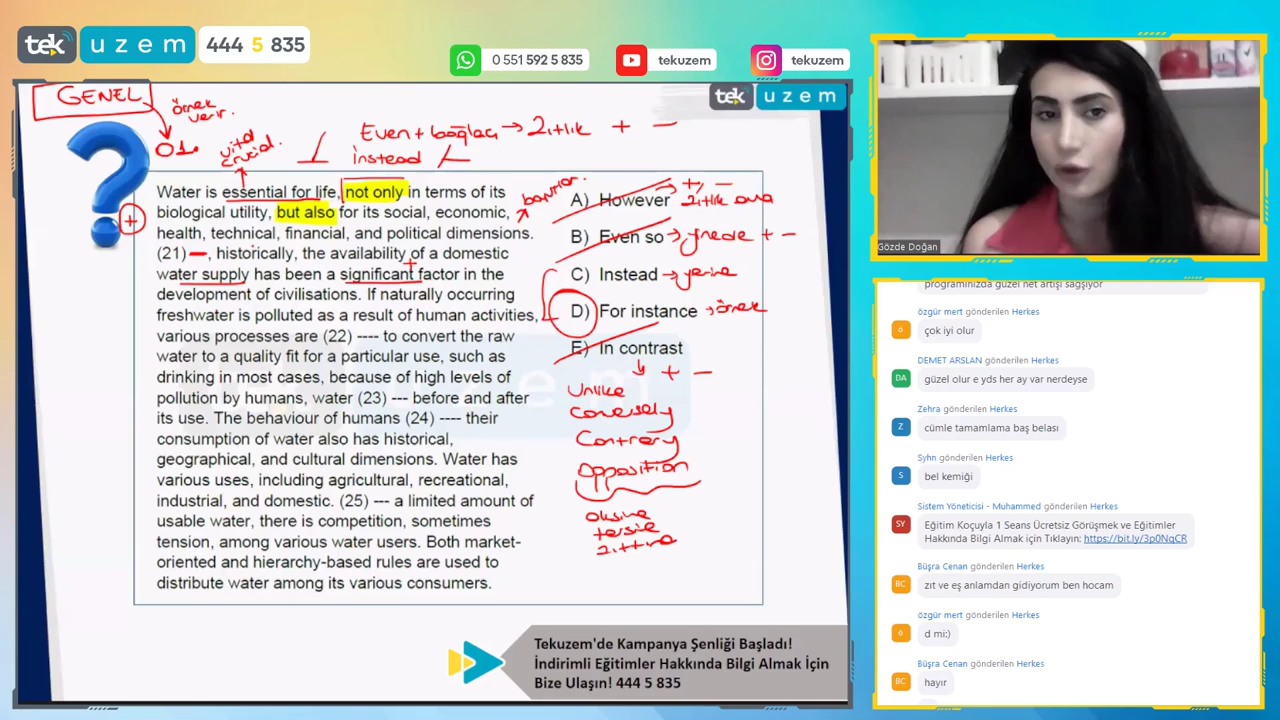 tek uzem 444 5 835
0 551 592 5 835
tekuzem
tekuzem
tek uzem
GENEL
örnek
verir.
01.
vital
crucial.
Even + bağlacı → Zıtlık + -
instead
Water is essential for life, not only in terms of its
biological utility, but also for its social, economic,
health, technical, financial, and political dimensions.
(21) ---, historically, the availability of a domestic
water supply has been a significant factor in the
development of civilisations. If naturally occurring
freshwater is polluted as a result of human activities,
various processes are (22) ---- to convert the raw
water to a quality fit for a particular use, such as
drinking in most cases, because of high levels of
pollution by humans, water (23) --- before and after
its use. The behaviour of humans (24) ---- their
consumption of water also has historical,
geographical, and cultural dimensions. Water has
various uses, including agricultural, recreational,
industrial, and domestic. (25) --- a limited amount of
usable water, there is competition, sometimes
tension, among various water users. Both market-
oriented and hierarchy-based rules are used to
distribute water among its various consumers.
+
+
A) However → +, - zıtlık ama
B) Even so → yinede + -
C) Instead → yerine
D) For instance → örnek
E) In contrast
+ -
Unlike
Conversely
Contrary
Opposition
aksine
tersine
zıttına
Tekuzem'de Kampanya Şenliği Başladı!
İndirimli Eğitimler Hakkında Bilgi Almak İçin
Bize Ulaşın! 444 5 835
Gözde Doğan
programınızda güzel net artışı sağşıyor
özgür mert gönderilen Herkes
ö
çok iyi olur
DEMET ARSLAN gönderilen Herkes
DA
güzel olur e yds her ay var nerdeyse
Zehra gönderilen Herkes
Z
cümle tamamlama baş belası
Syhn gönderilen Herkes
S
bel kemiği
Sistem Yöneticisi - Muhammed gönderilen Herkes
SY
Eğitim Koçuyla 1 Seans Ücretsiz Görüşmek ve Eğitimler
Hakkında Bilgi Almak için Tıklayın: https://bit.ly/3p0NqCR
Büşra Cenan gönderilen Herkes
BC
zıt ve eş anlamdan gidiyorum ben hocam
özgür mert gönderilen Herkes
ö
d mi:)
Büşra Cenan gönderilen Herkes
BC
hayır